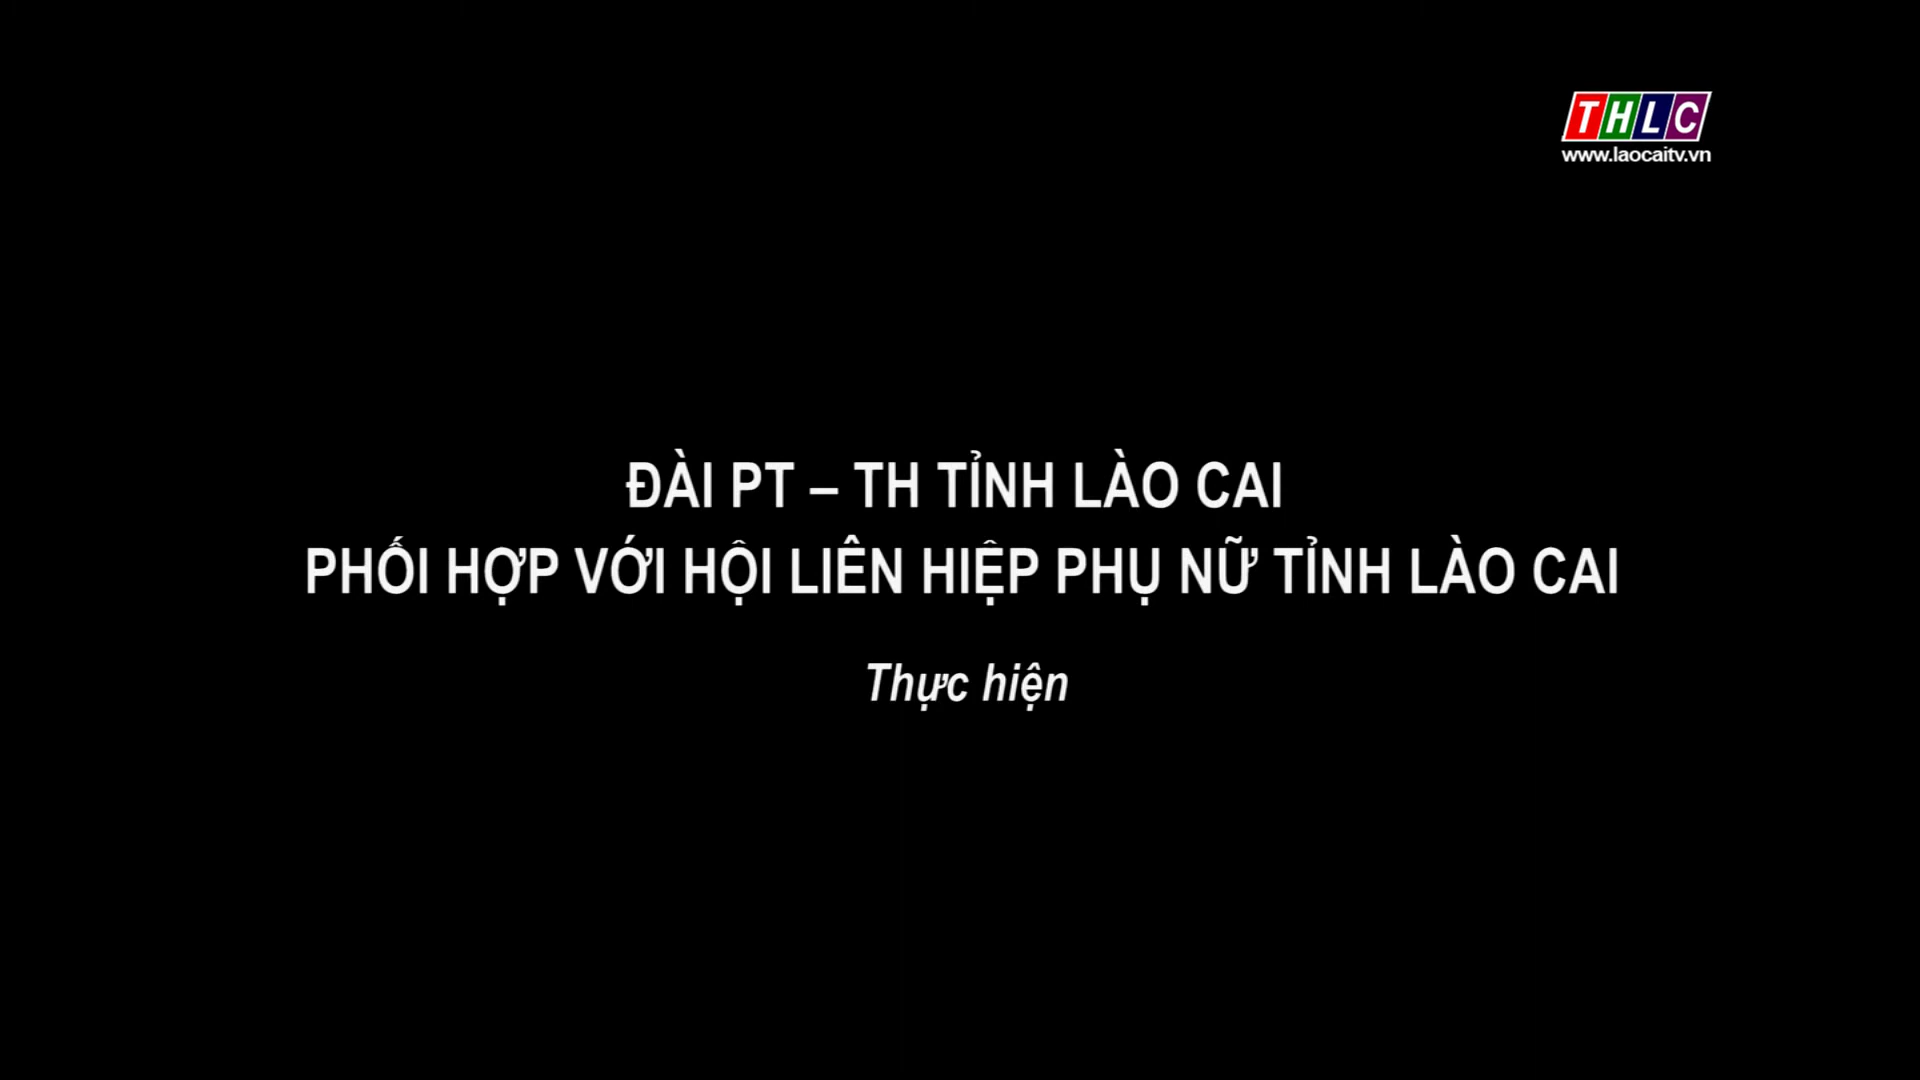 THLC
www.laocaitv.vn
ĐÀI PT – TH TỈNH LÀO CAI
PHỐI HỢP VỚI HỘI LIÊN HIỆP PHỤ NỮ TỈNH LÀO CAI
Thực hiện